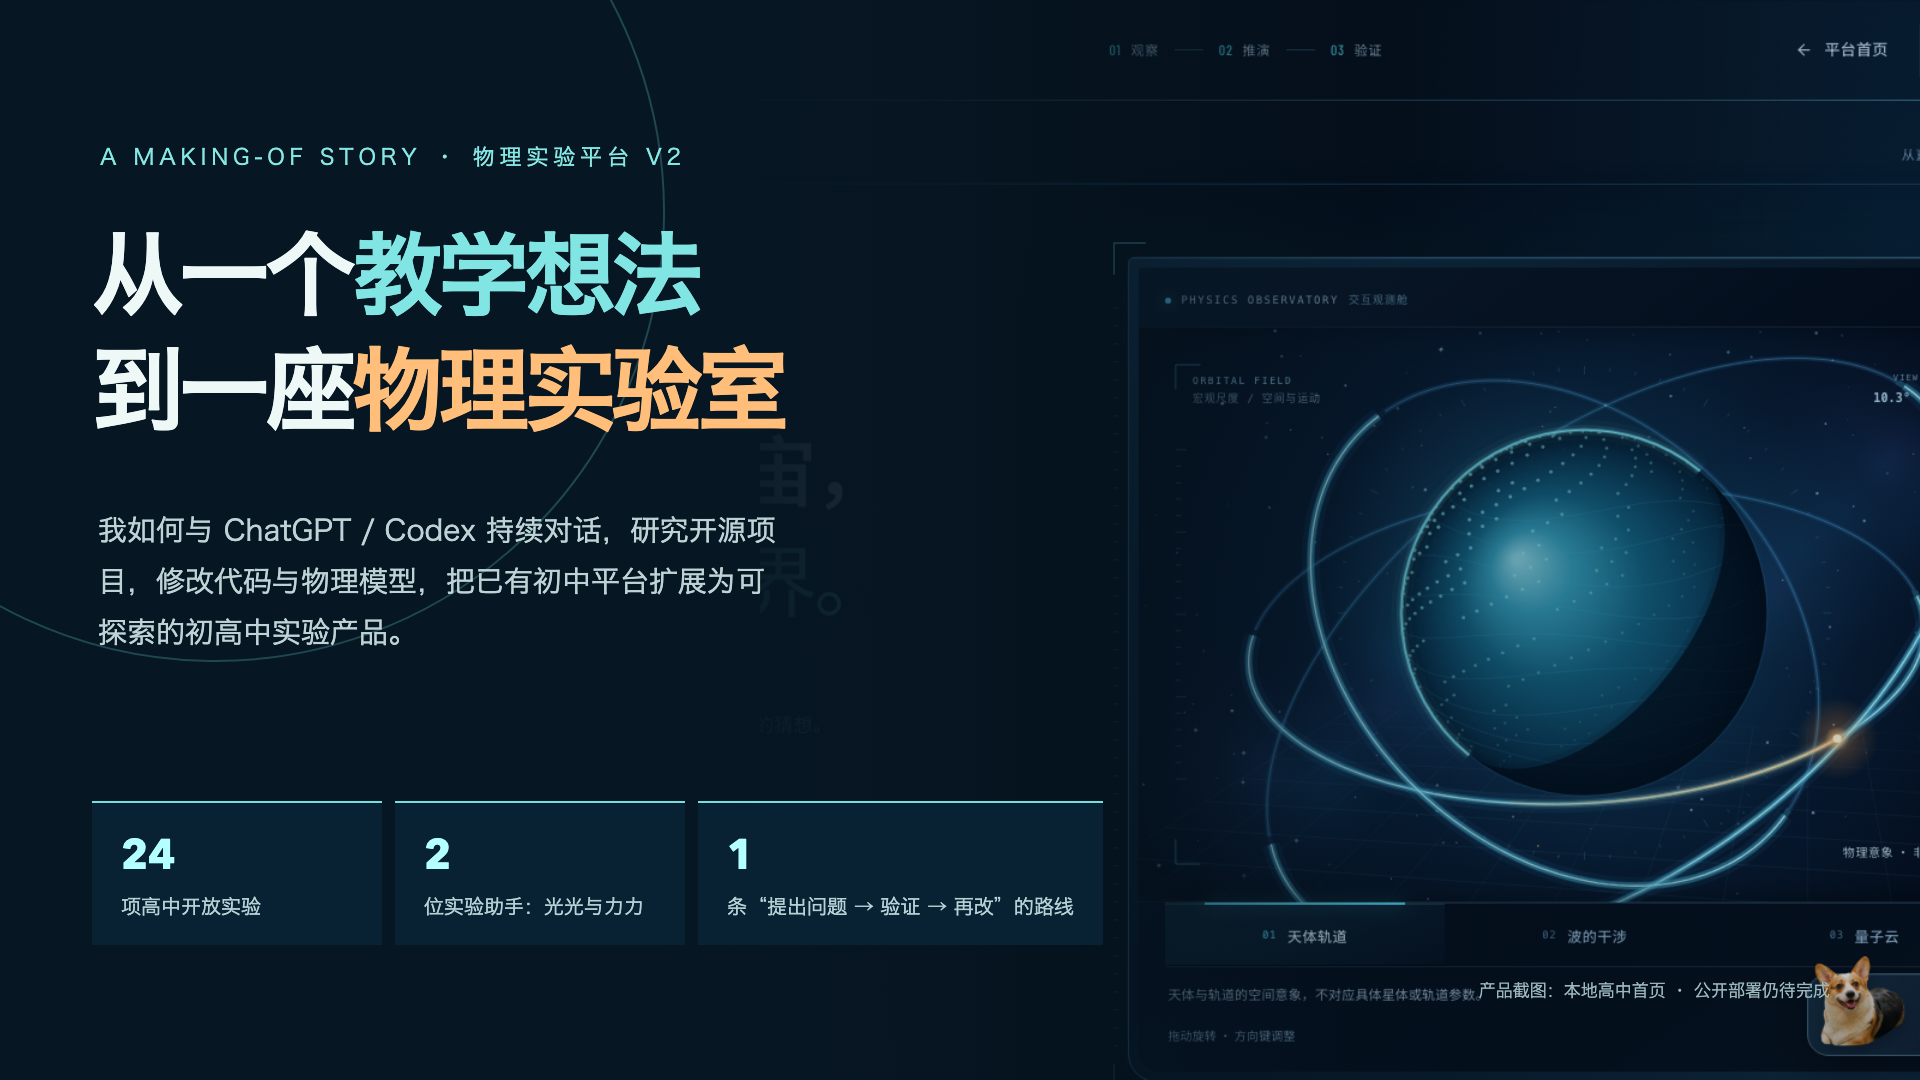 01 观察 02 推演 03 验证
← 平台首页
A MAKING-OF STORY · 物理实验平台 V2
从一个教学想法
到一座物理实验室
宙，
界。
我如何与 ChatGPT / Codex 持续对话，研究开源项
目，修改代码与物理模型，把已有初中平台扩展为可
探索的初高中实验产品。
的猜想。
24
项高中开放实验
2
位实验助手：光光与力力
1
条“提出问题 → 验证 → 再改”的路线
PHYSICS OBSERVATORY 交互观测舱
ORBITAL FIELD
宏观尺度 / 空间与运动
VIEW
10.3°
物理意象 ·
01 天体轨道
02 波的干涉
03 量子云
天体与轨道的空间意象，不对应具体星体或轨道参数。
产品截图：本地高中首页 · 公开部署仍待完成
拖动旋转 · 方向键调整